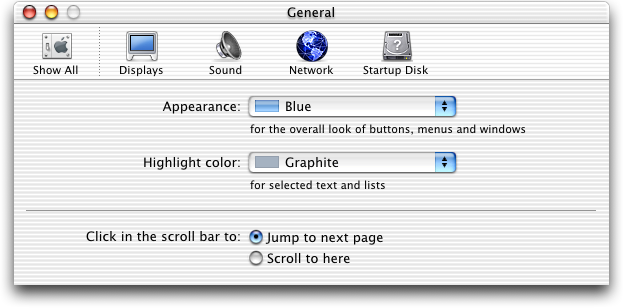 General
Show All Displays Sound Network Startup Disk
Appearance: Blue
for the overall look of buttons, menus and windows
Highlight color: Graphite
for selected text and lists
Click in the scroll bar to: Jump to next page
Scroll to here